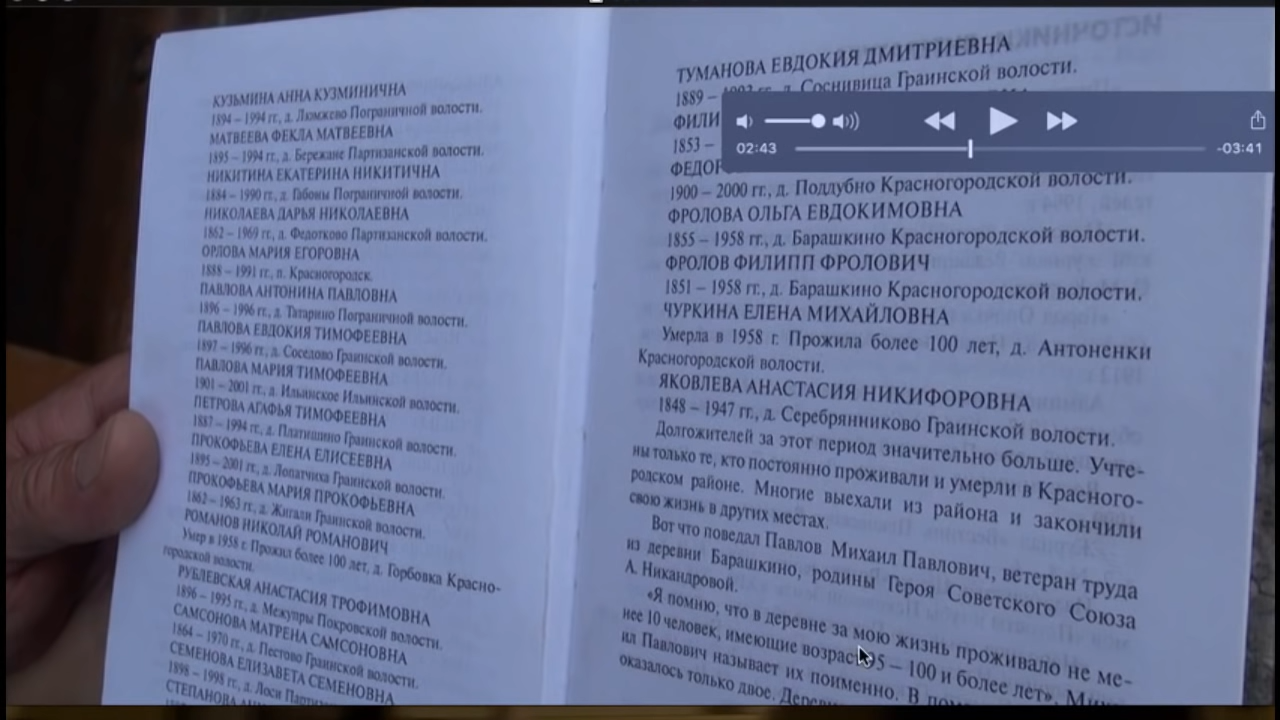 КУЗЬМИНА АННА КУЗМИНИЧНА
1894 – 1994 гг., д. Люмжево Пограничной волости.
МАТВЕЕВА ФЕКЛА МАТВЕЕВНА
1895 – 1994 гг., д. Бережане Партизанской волости.
НИКИТИНА ЕКАТЕРИНА НИКИТИЧНА
1884 – 1990 гг., д. Габоны Пограничной волости.
НИКОЛАЕВА ДАРЬЯ НИКОЛАЕВНА
1862 – 1969 гг., д. Федотково Партизанской волости.
ОРЛОВА МАРИЯ ЕГОРОВНА
1888 – 1991 гг., п. Красногородск.
ПАВЛОВА АНТОНИНА ПАВЛОВНА
1896 – 1996 гг., д. Татарино Пограничной волости.
ПАВЛОВА ЕВДОКИЯ ТИМОФЕЕВНА
1897 – 1996 гг., д. Соседово Граинской волости.
ПАВЛОВА МАРИЯ ТИМОФЕЕВНА
1901 – 2001 гг., д. Ильинское Ильинской волости.
ПЕТРОВА АГАФЬЯ ТИМОФЕЕВНА
1887 – 1994 гг., д. Платишино Граинской волости.
ПРОКОФЬЕВА ЕЛЕНА ЕЛИСЕЕВНА
1895 – 2001 гг., д. Лопатчиха Граинской волости.
ПРОКОФЬЕВА МАРИЯ ПРОКОФЬЕВНА
1862 – 1963 гг., д. Жигали Граинской волости.
РОМАНОВ НИКОЛАЙ РОМАНОВИЧ
Умер в 1958 г. Прожил более 100 лет, д. Горбовка Красно-
городской волости.
РУБЛЕВСКАЯ АНАСТАСИЯ ТРОФИМОВНА
1896 – 1995 гг., д. Межупры Покровской волости.
САМСОНОВА МАТРЕНА САМСОНОВНА
1864 – 1970 гг., д. Пестово Граинской волости.
СЕМЕНОВА ЕЛИЗАВЕТА СЕМЕНОВНА
1898 – 1998 гг., д. Лоси
СТЕПАНОВА
ТУМАНОВА ЕВДОКИЯ ДМИТРИЕВНА
1889 – гг., д. Соснивица Граинской волости.
ФИЛИ
1853 –
ФЕДОР
1900 – 2000 гг., д. Поддубно Красногородской волости.
ФРОЛОВА ОЛЬГА ЕВДОКИМОВНА
1855 – 1958 гг., д. Барашкино Красногородской волости.
ФРОЛОВ ФИЛИПП ФРОЛОВИЧ
1851 – 1958 гг., д. Барашкино Красногородской волости.
ЧУРКИНА ЕЛЕНА МИХАЙЛОВНА
Умерла в 1958 г. Прожила более 100 лет, д. Антоненки
Красногородской волости.
ЯКОВЛЕВА АНАСТАСИЯ НИКИФОРОВНА
1848 – 1947 гг., д. Серебрянниково Граинской волости.
Долгожителей за этот период значительно больше. Учте-
ны только те, кто постоянно проживали и умерли в Красного-
родском районе. Многие выехали из района и закончили
свою жизнь в других местах.
Вот что поведал Павлов Михаил Павлович, ветеран труда
из деревни Барашкино, родины Героя Советского Союза
А. Никандровой.
«Я помню, что в деревне за мою жизнь проживало не ме-
нее 10 человек, имеющие возраст 95 – 100 и более лет». Миха-
ил Павлович называет их поименно. В
оказалось только двое.
02:43
-03:41